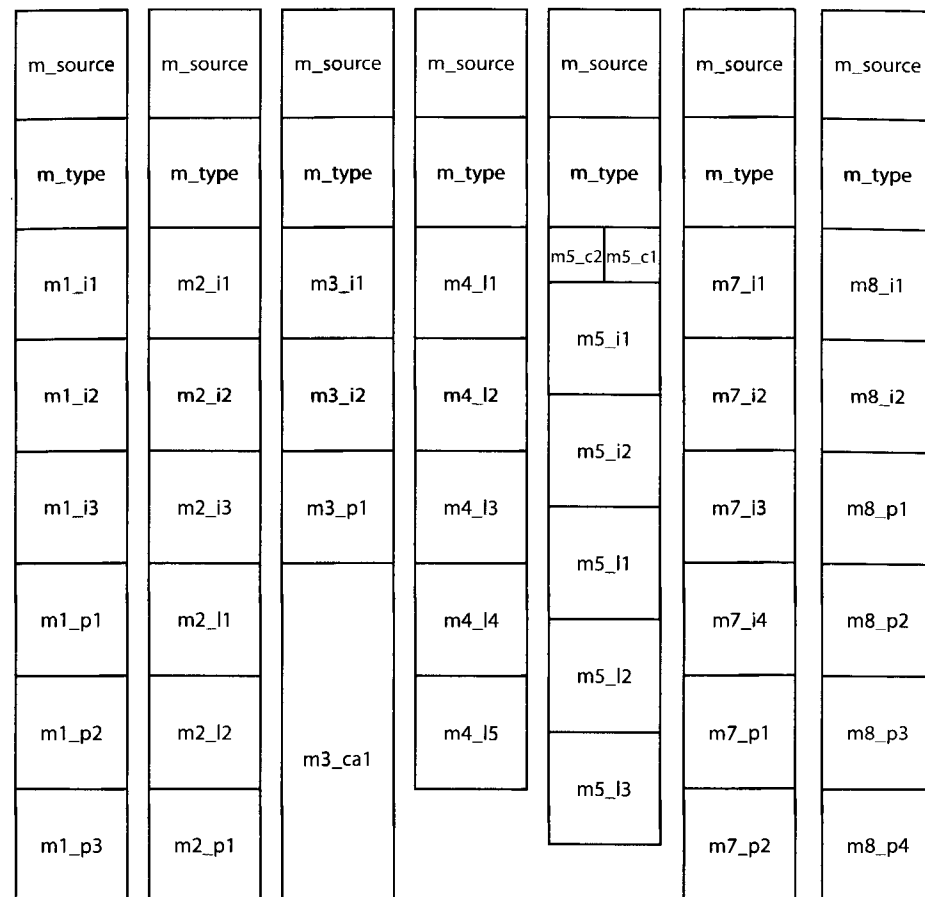 m_source
m_type
m1_i1
m1_i2
m1_i3
m1_p1
m1_p2
m1_p3
m_source
m_type
m2_i1
m2_i2
m2_i3
m2_l1
m2_l2
m2_p1
m_source
m_type
m3_i1
m3_i2
m3_p1
m3_ca1
m_source
m_type
m4_l1
m4_l2
m4_l3
m4_l4
m4_l5
m_source
m_type
m5_c2 m5_c1
m5_i1
m5_i2
m5_l1
m5_l2
m5_l3
m_source
m_type
m7_i1
m7_i2
m7_i3
m7_i4
m7_p1
m7_p2
m_source
m_type
m8_i1
m8_i2
m8_p1
m8_p2
m8_p3
m8_p4